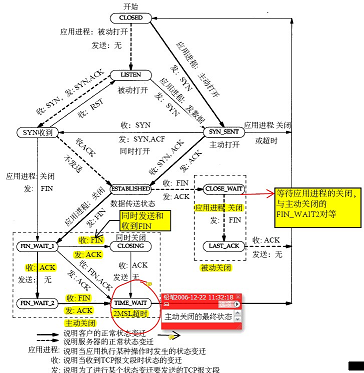 开始
CLOSED
应用进程：被动打开
发送：无
应用进程：主动打开
发：SYN
LISTEN
被动打开
收：SYN，发：SYN,ACK
收：RST
应用进程：发数据
发：SYN
SYN收到
收：SYN
发：SYN,ACF
同时打开
SYN_SENT
主动打开
应用进程关闭
或超时
收ACK
不发送
收：SYN,ACK
发：ACK
应用进程:关闭
发：FIN
应用进程：关闭
发：FIN
ESTABLISHED
数据传送状态
收：FIN
发：ACK
CLOSE_WAIT
等待应用进程的关闭。
与主动关闭的
FIN_WAIT2对等
同时发送和
收到FIN
应用进程:关闭
发：FIN
FIN_WAIT_1
收：FIN
发：ACK
同时关闭
CLOSING
LAST_ACK
收：ACK
发送：无
被动关闭
收：ACK
发送：无
收：FIN,ACK
发：ACK
收：ACK
发送：无
FIN_WAIT_2
收：FIN
发：ACK
TIME_WAIT
2MSL超时
主动关闭
2006-12-22 11:32:18
主动关闭的最终状态
说明客户的正常状态变迁
说明服务器的正常状态变迁
应用进程：说明当应用执行某种操作时发生的状态变迁
收:说明当收到TCP报文段时状态的变迁
发:说明为了进行某个状态变迁要发送的TCP报文段